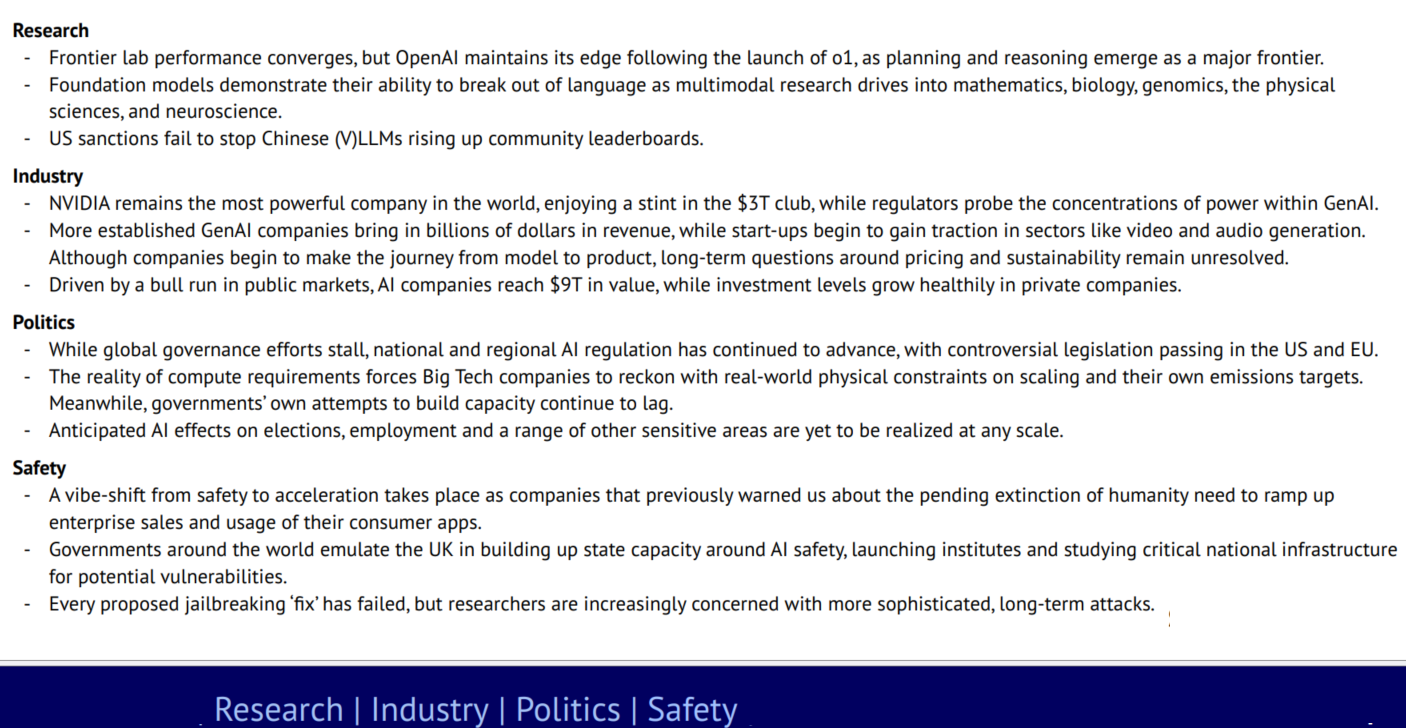 Research
- Frontier lab performance converges, but OpenAI maintains its edge following the launch of o1, as planning and reasoning emerge as a major frontier.
- Foundation models demonstrate their ability to break out of language as multimodal research drives into mathematics, biology, genomics, the physical
sciences, and neuroscience.
- US sanctions fail to stop Chinese (V)LLMs rising up community leaderboards.
Industry
- NVIDIA remains the most powerful company in the world, enjoying a stint in the $3T club, while regulators probe the concentrations of power within GenAI.
- More established GenAI companies bring in billions of dollars in revenue, while start-ups begin to gain traction in sectors like video and audio generation.
Although companies begin to make the journey from model to product, long-term questions around pricing and sustainability remain unresolved.
- Driven by a bull run in public markets, AI companies reach $9T in value, while investment levels grow healthily in private companies.
Politics
- While global governance efforts stall, national and regional AI regulation has continued to advance, with controversial legislation passing in the US and EU.
- The reality of compute requirements forces Big Tech companies to reckon with real-world physical constraints on scaling and their own emissions targets.
Meanwhile, governments’ own attempts to build capacity continue to lag.
- Anticipated AI effects on elections, employment and a range of other sensitive areas are yet to be realized at any scale.
Safety
- A vibe-shift from safety to acceleration takes place as companies that previously warned us about the pending extinction of humanity need to ramp up
enterprise sales and usage of their consumer apps.
- Governments around the world emulate the UK in building up state capacity around AI safety, launching institutes and studying critical national infrastructure
for potential vulnerabilities.
- Every proposed jailbreaking ‘fix’ has failed, but researchers are increasingly concerned with more sophisticated, long-term attacks.
Research | Industry | Politics | Safety